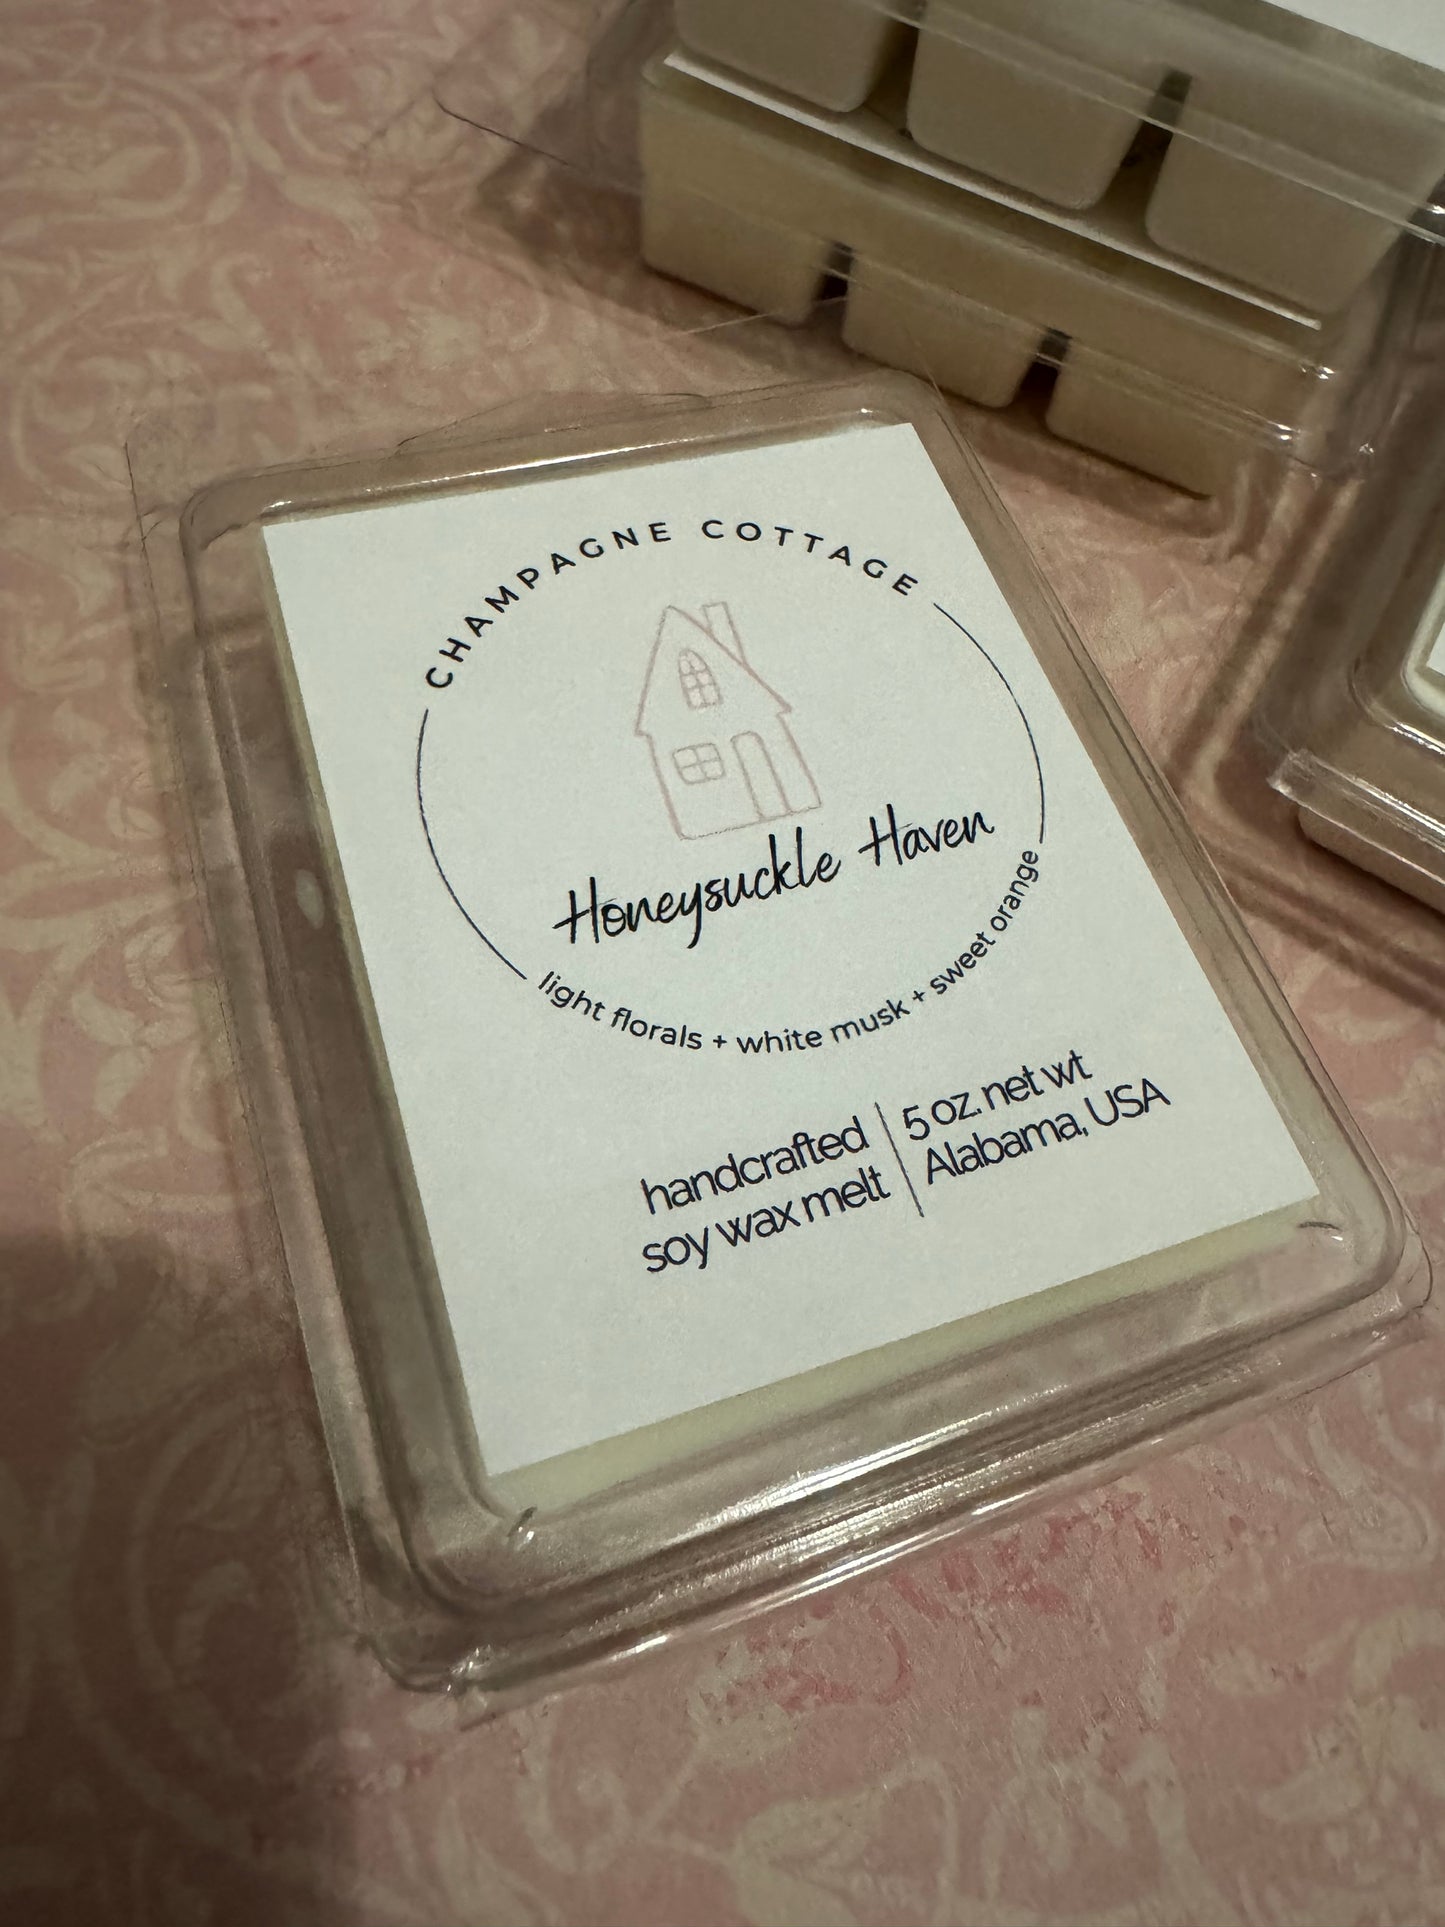 CHAMPAGNE COTTAGE
Honeysuckle Haven
light florals + white musk + sweet orange
handcrafted
soy wax melt
5 oz. net wt
Alabama, USA